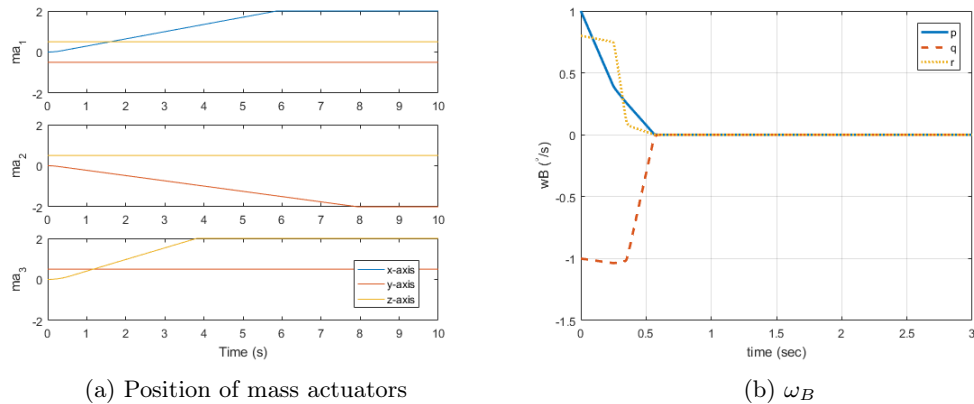 2
0
-2
ma1
0 1 2 3 4 5 6 7 8 9 10
2
0
-2
ma2
0 1 2 3 4 5 6 7 8 9 10
2
0
-2
ma3
x-axis
y-axis
z-axis
0 1 2 3 4 5 6 7 8 9 10
Time (s)
(a) Position of mass actuators
1
0.5
0
-0.5
-1
-1.5
wB (°/s)
p
q
r
0 0.5 1 1.5 2 2.5 3
time (sec)
(b) ωB